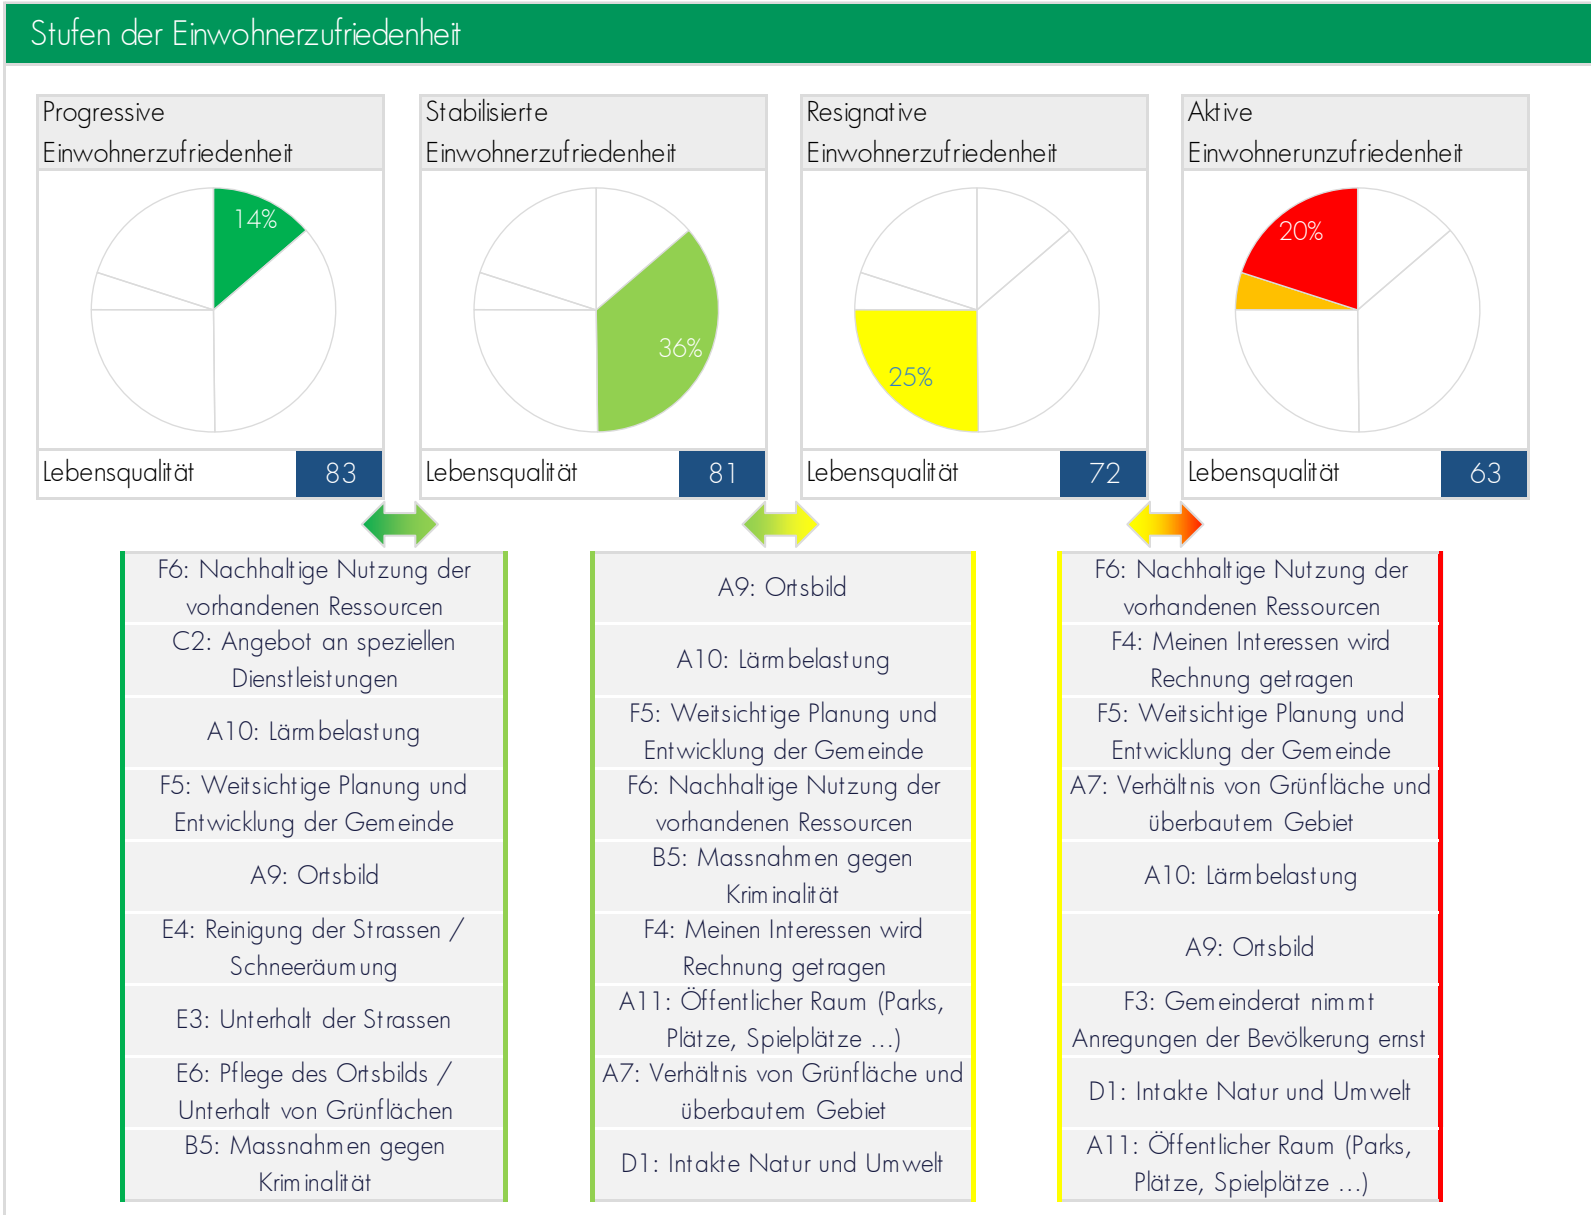 Stufen der Einwohnerzufriedenheit
Progressive
Einwohnerzufriedenheit
14%
Lebensqualität 83
Stabilisierte
Einwohnerzufriedenheit
36%
Lebensqualität 81
Resignative
Einwohnerzufriedenheit
25%
Lebensqualität 72
Aktive
Einwohnerunzufriedenheit
20%
Lebensqualität 63
F6: Nachhaltige Nutzung der
vorhandenen Ressourcen
C2: Angebot an speziellen
Dienstleistungen
A10: Lärmbelastung
F5: Weitsichtige Planung und
Entwicklung der Gemeinde
A9: Ortsbild
E4: Reinigung der Strassen /
Schneeräumung
E3: Unterhalt der Strassen
E6: Pflege des Ortsbilds /
Unterhalt von Grünflächen
B5: Massnahmen gegen
Kriminalität
A9: Ortsbild
A10: Lärmbelastung
F5: Weitsichtige Planung und
Entwicklung der Gemeinde
F6: Nachhaltige Nutzung der
vorhandenen Ressourcen
B5: Massnahmen gegen
Kriminalität
F4: Meinen Interessen wird
Rechnung getragen
A11: Öffentlicher Raum (Parks,
Plätze, Spielplätze ...)
A7: Verhältnis von Grünfläche und
überbautem Gebiet
D1: Intakte Natur und Umwelt
F6: Nachhaltige Nutzung der
vorhandenen Ressourcen
F4: Meinen Interessen wird
Rechnung getragen
F5: Weitsichtige Planung und
Entwicklung der Gemeinde
A7: Verhältnis von Grünfläche und
überbautem Gebiet
A10: Lärmbelastung
A9: Ortsbild
F3: Gemeinderat nimmt
Anregungen der Bevölkerung ernst
D1: Intakte Natur und Umwelt
A11: Öffentlicher Raum (Parks,
Plätze, Spielplätze ...)